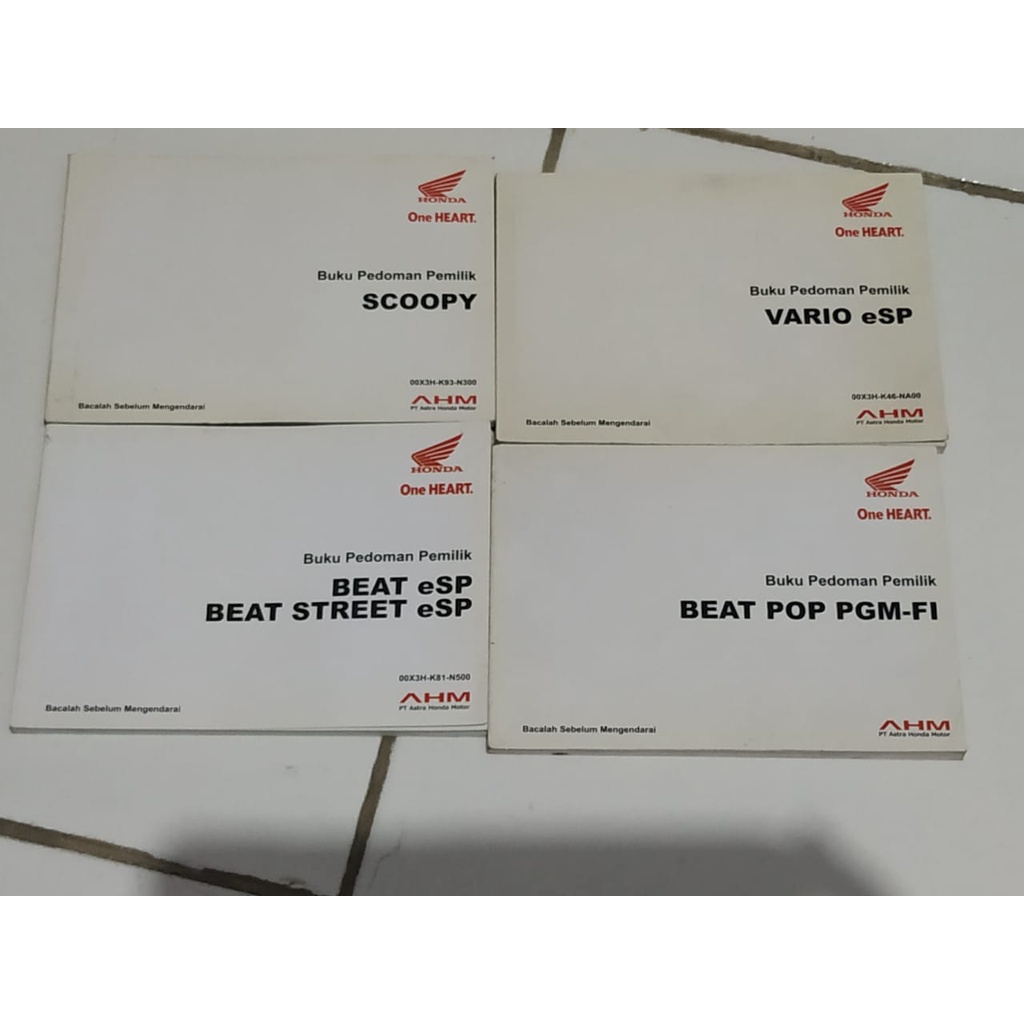 HONDA
One HEART.
Buku Pedoman Pemilik
SCOOPY
00X3H-K93-N300
Bacalah Sebelum Mengendarai
AHM
PT Astra Honda Motor
HONDA
One HEART.
Buku Pedoman Pemilik
VARIO eSP
00X3H-K46-NA00
Bacalah Sebelum Mengendarai
AHM
PT Astra Honda Motor
HONDA
One HEART.
Buku Pedoman Pemilik
BEAT eSP
BEAT STREET eSP
00X3H-K81-N500
Bacalah Sebelum Mengendarai
AHM
PT Astra Honda Motor
HONDA
One HEART.
Buku Pedoman Pemilik
BEAT POP PGM-FI
Bacalah Sebelum Mengendarai
AHM
PT Astra Honda Motor